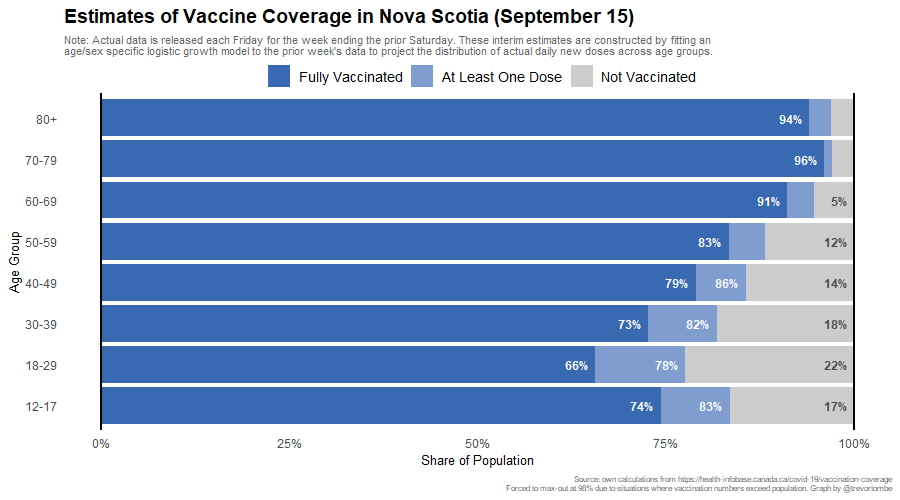 Estimates of Vaccine Coverage in Nova Scotia (September 15)
Note: Actual data is released each Friday for the week ending the prior Saturday. These interim estimates are constructed by fitting an
age/sex specific logistic growth model to the prior week's data to project the distribution of actual daily new doses across age groups.
Fully Vaccinated At Least One Dose Not Vaccinated
80+ 94%
70-79 96%
60-69 91% 5%
50-59 83% 12%
40-49 79% 86% 14%
30-39 73% 82% 18%
18-29 66% 78% 22%
12-17 74% 83% 17%
Age Group
0% 25% 50% 75% 100%
Share of Population
Source: own calculations from https://health-infobase.canada.ca/covid-19/vaccination-coverage
Forced to max-out at 98% due to situations where vaccination numbers exceed population. Graph by @trevortombe